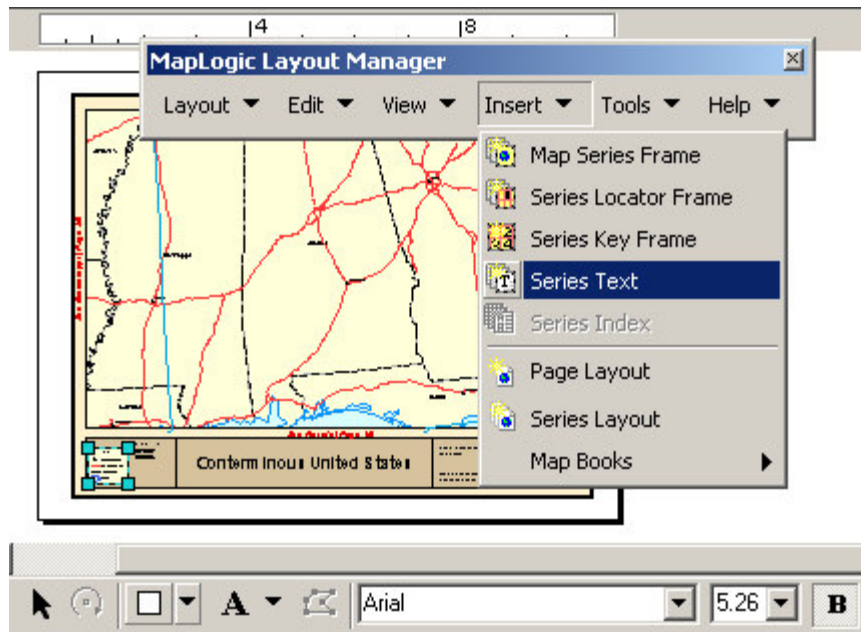 4 8
MapLogic Layout Manager
Layout Edit View Insert Tools Help
Map Series Frame
Series Locator Frame
Series Key Frame
Series Text
Series Index
Page Layout
Series Layout
Map Books
Conterminous United States
A Arial 5.26 B